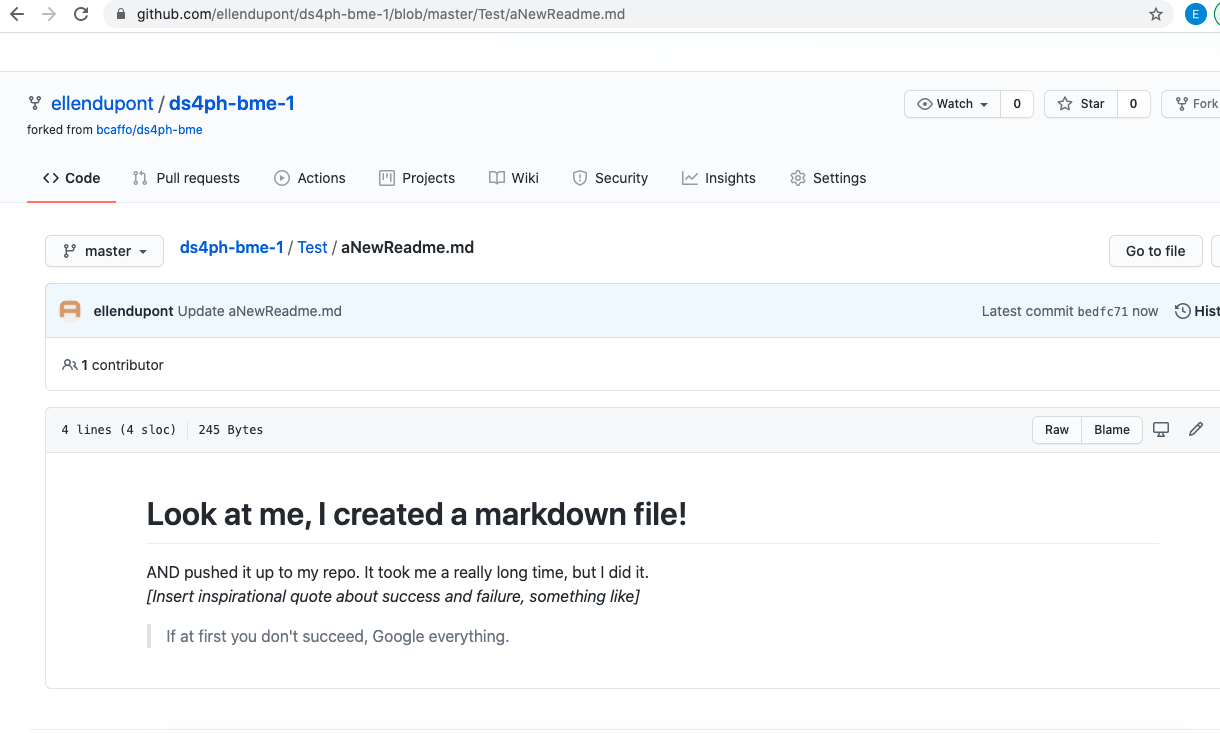 github.com/ellendupont/ds4ph-bme-1/blob/master/Test/aNewReadme.md
E
ellendupont / ds4ph-bme-1
Watch 0 Star 0 Fork
forked from bcaffo/ds4ph-bme
Code Pull requests Actions Projects Wiki Security Insights Settings
master ds4ph-bme-1 / Test / aNewReadme.md Go to file
ellendupont Update aNewReadme.md Latest commit bedfc71 now Hist
1 contributor
4 lines (4 sloc) 245 Bytes Raw Blame
Look at me, I created a markdown file!
AND pushed it up to my repo. It took me a really long time, but I did it.
[Insert inspirational quote about success and failure, something like]
If at first you don't succeed, Google everything.